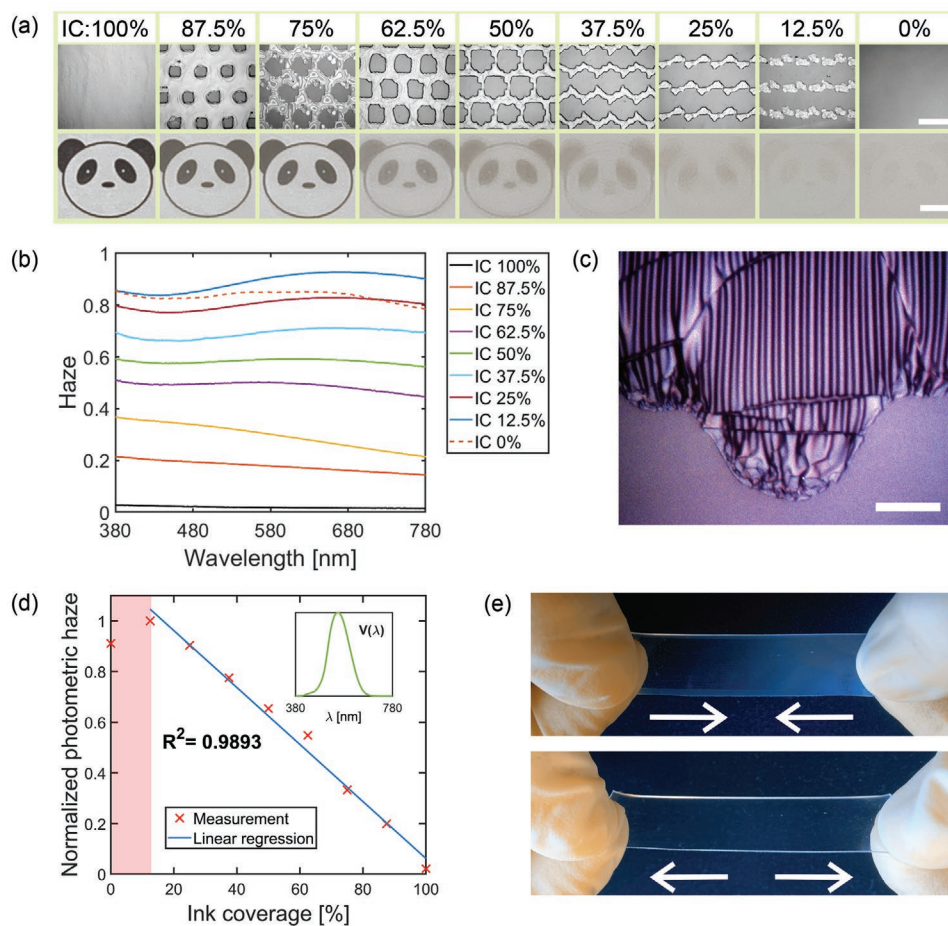 (a) IC:100% 87.5% 75% 62.5% 50% 37.5% 25% 12.5% 0%
(b)
1
0.8
0.6
0.4
0.2
0
Haze
380 480 580 680 780
Wavelength [nm]
IC 100%
IC 87.5%
IC 75%
IC 62.5%
IC 50%
IC 37.5%
IC 25%
IC 12.5%
IC 0%
(c)
(d)
1
0.8
0.6
0.4
0.2
0
Normalized photometric haze
V(λ)
380 780
λ [nm]
R²= 0.9893
Measurement
Linear regression
0 20 40 60 80 100
Ink coverage [%]
(e)